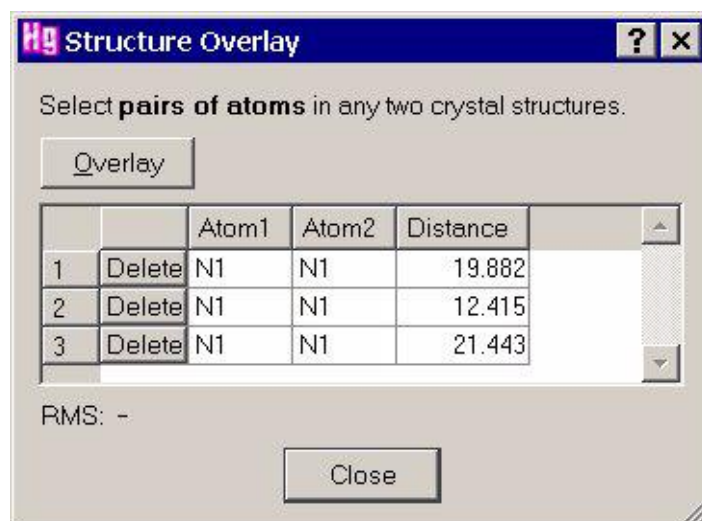 Hg Structure Overlay ? ×
Select pairs of atoms in any two crystal structures.
Overlay
Atom1 Atom2 Distance
1 Delete N1 N1 19.882
2 Delete N1 N1 12.415
3 Delete N1 N1 21.443
RMS: -
Close